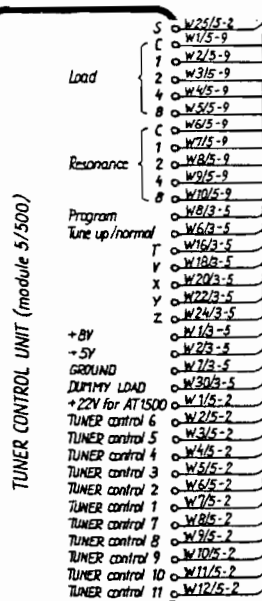 S W25/5-2
C W1/5-9
1 W2/5-9
Load 2 W3/5-9
4 W4/5-9
8 W5/5-9
C W6/5-9
1 W7/5-9
Resonance 2 W8/5-9
4 W9/5-9
8 W10/5-9
Program W8/3-5
Tune up/normal W6/3-5
T W16/3-5
V W18/3-5
X W20/3-5
Y W22/3-5
Z W24/3-5
+8V W1/3-5
-5V W2/3-5
GROUND W7/3-5
DUMMY LOAD W30/3-5
+22V for AT1500 W1/5-2
TUNER control 6 W2/5-2
TUNER control 5 W3/5-2
TUNER control 4 W4/5-2
TUNER control 3 W5/5-2
TUNER control 2 W6/5-2
TUNER control 1 W7/5-2
TUNER control 7 W8/5-2
TUNER control 8 W9/5-2
TUNER control 9 W10/5-2
TUNER control 10 W11/5-2
TUNER control 11 W12/5-2
TUNER CONTROL UNIT (module 5/500)